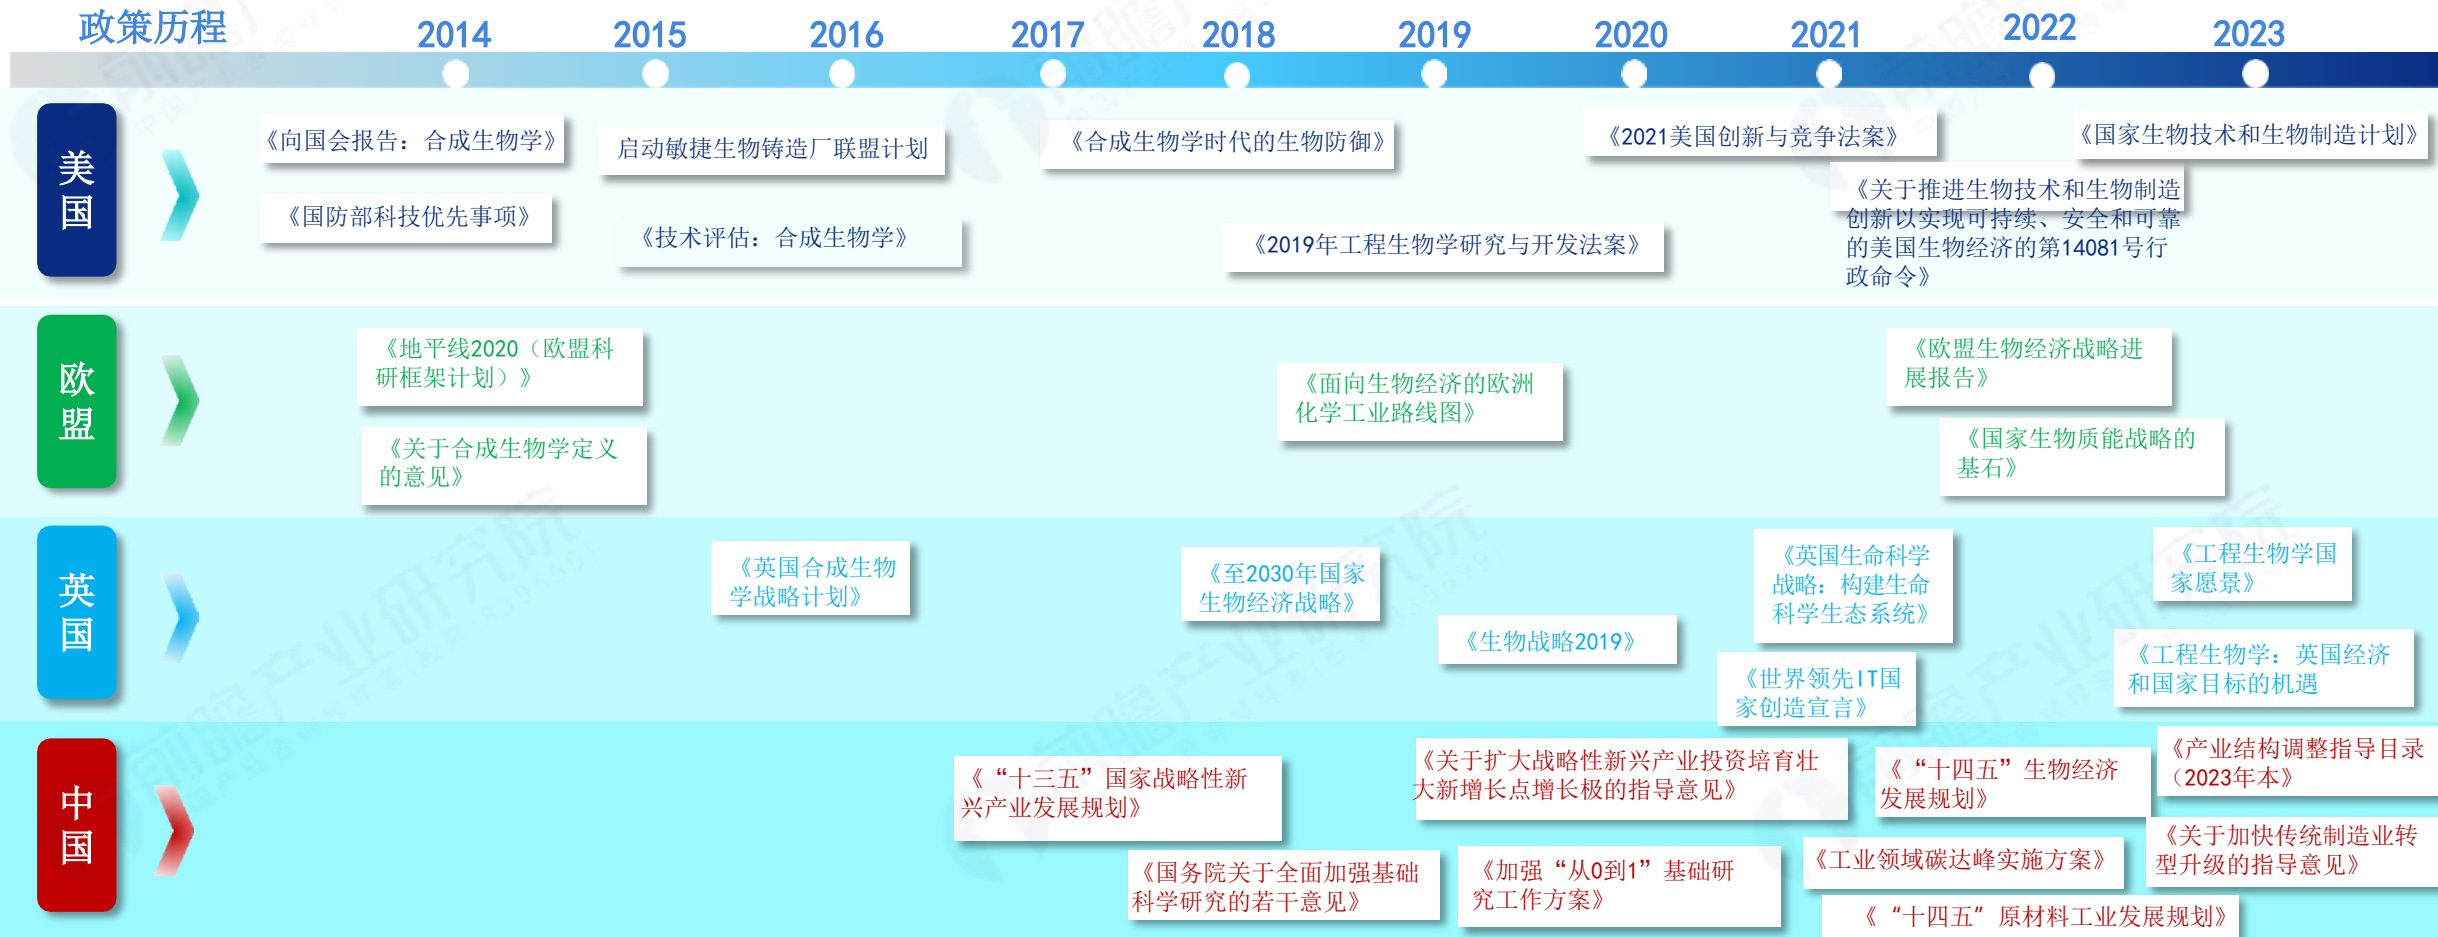 政策历程
2014
2015
2016
2017
2018
2019
2020
2021
2022
2023
美
国
《向国会报告：合成生物学》
《国防部科技优先事项》
启动敏捷生物铸造厂联盟计划
《技术评估：合成生物学》
《合成生物学时代的生物防御》
《2019年工程生物学研究与开发法案》
《2021美国创新与竞争法案》
《关于推进生物技术和生物制造
创新以实现可持续、安全和可靠
的美国生物经济的第14081号行
政命令》
《国家生物技术和生物制造计划》
欧
盟
《地平线2020（欧盟科
研框架计划）》
《关于合成生物学定义
的意见》
《面向生物经济的欧洲
化学工业路线图》
《欧盟生物经济战略进
展报告》
《国家生物质能战略的
基石》
英
国
《英国合成生物
学战略计划》
《至2030年国家
生物经济战略》
《生物战略2019》
《英国生命科学
战略：构建生命
科学生态系统》
《世界领先IT国
家创造宣言》
《工程生物学国
家愿景》
《工程生物学：英国经济
和国家目标的机遇
中
国
《“十三五”国家战略性新
兴产业发展规划》
《国务院关于全面加强基础
科学研究的若干意见》
《关于扩大战略性新兴产业投资培育壮
大新增长点增长极的指导意见》
《加强“从0到1”基础研
究工作方案》
《“十四五”生物经济
发展规划》
《工业领域碳达峰实施方案》
《“十四五”原材料工业发展规划》
《产业结构调整指导目录
（2023年本》
《关于加快传统制造业转
型升级的指导意见》
前瞻产业研究院
前瞻产业研究院
前瞻产业研究院